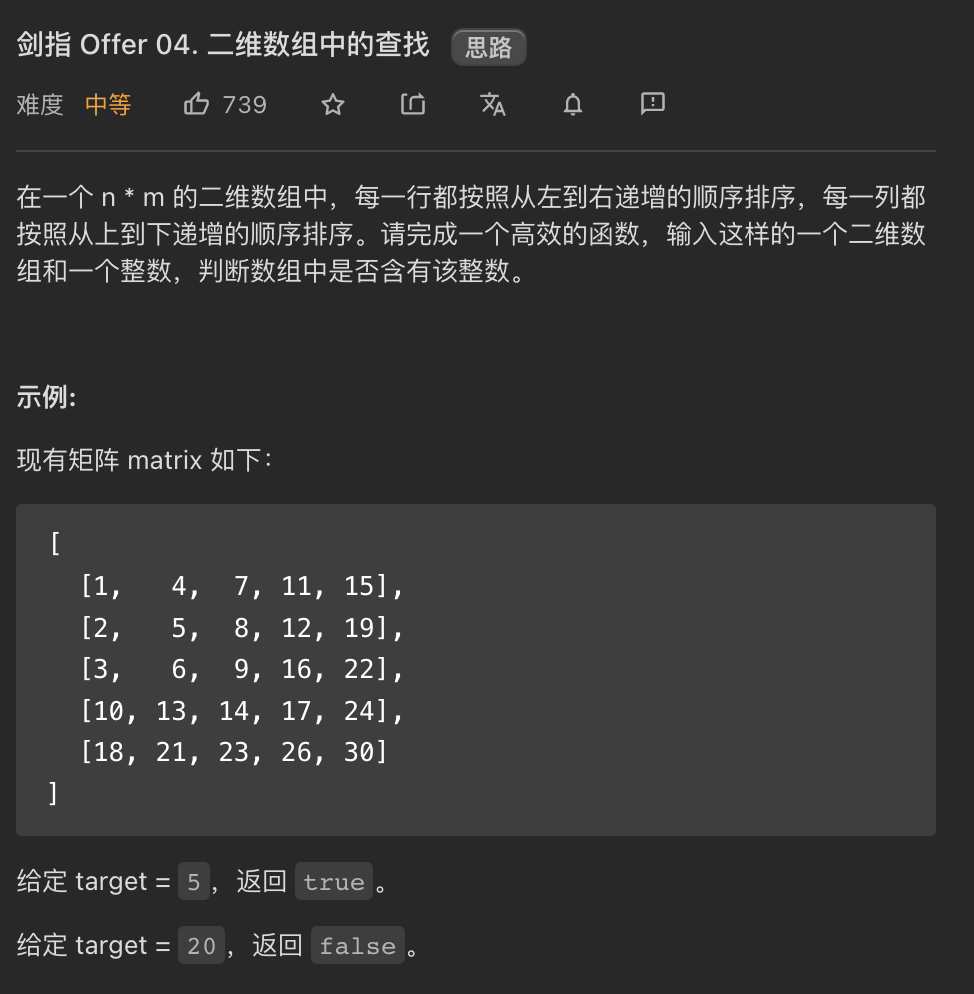 剑指 Offer 04. 二维数组中的查找 思路
难度 中等 739
在一个 n * m 的二维数组中，每一行都按照从左到右递增的顺序排序，每一列都
按照从上到下递增的顺序排序。请完成一个高效的函数，输入这样的一个二维数
组和一个整数，判断数组中是否含有该整数。
示例:
现有矩阵 matrix 如下：
[
  [1,   4,  7, 11, 15],
  [2,   5,  8, 12, 19],
  [3,   6,  9, 16, 22],
  [10, 13, 14, 17, 24],
  [18, 21, 23, 26, 30]
]
给定 target = 5，返回 true。
给定 target = 20，返回 false。